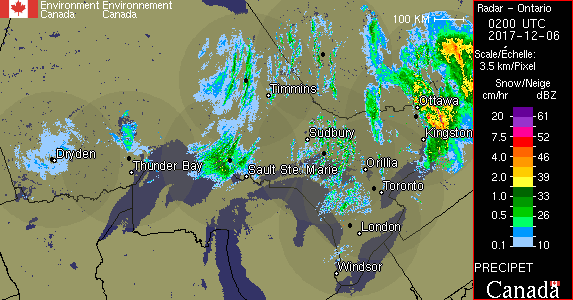 Environment Environnement
Canada Canada
100 KM
Timmins
Ottawa
Sudbury
Kingston
Dryden
Thunder Bay
Sault Ste. Marie
Orillia
Toronto
London
Windsor
Radar - Ontario
0200 UTC
2017-12-06
Scale/Échelle:
3.5 km/Pixel
Snow/Neige
cm/hr dBZ
20 61
7.5 52
4.0 46
2.0 39
1.0 33
0.5 26
0.1 10
PRECIPET
Canada